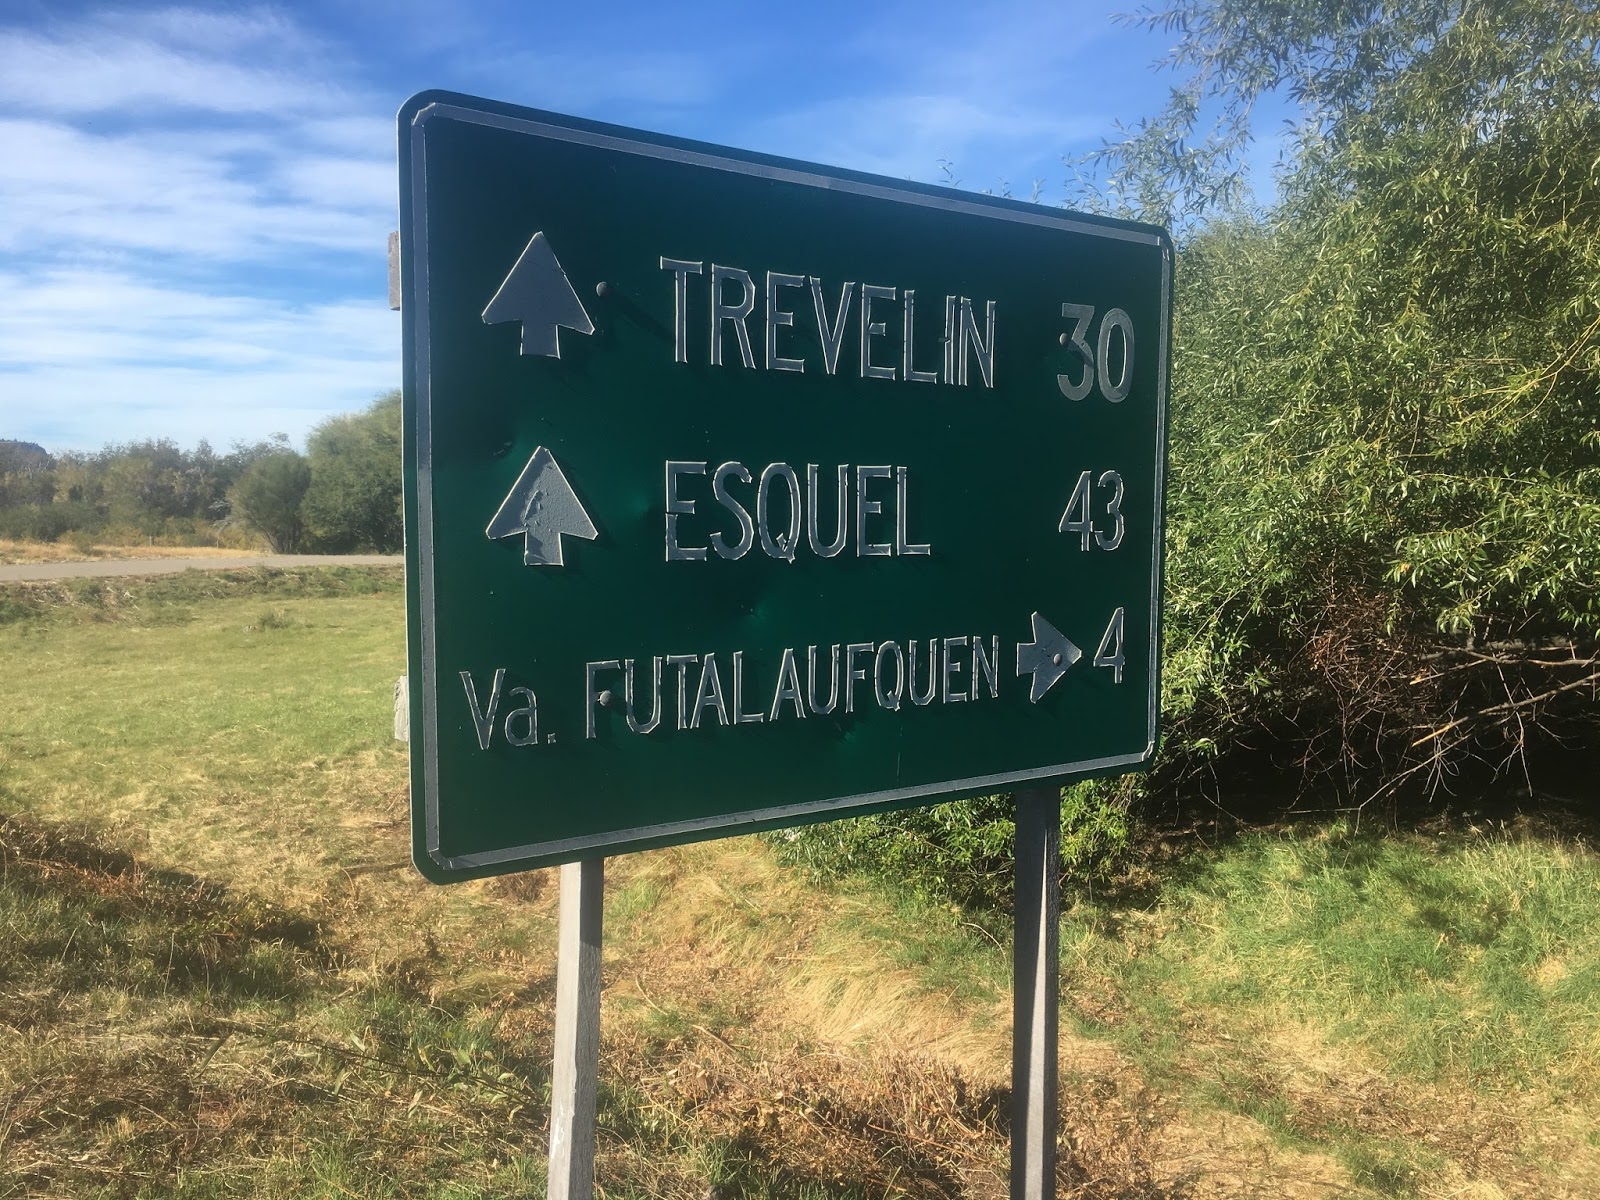 TREVELIN 30
ESQUEL 43
Va. FUTALAUFQUEN 4